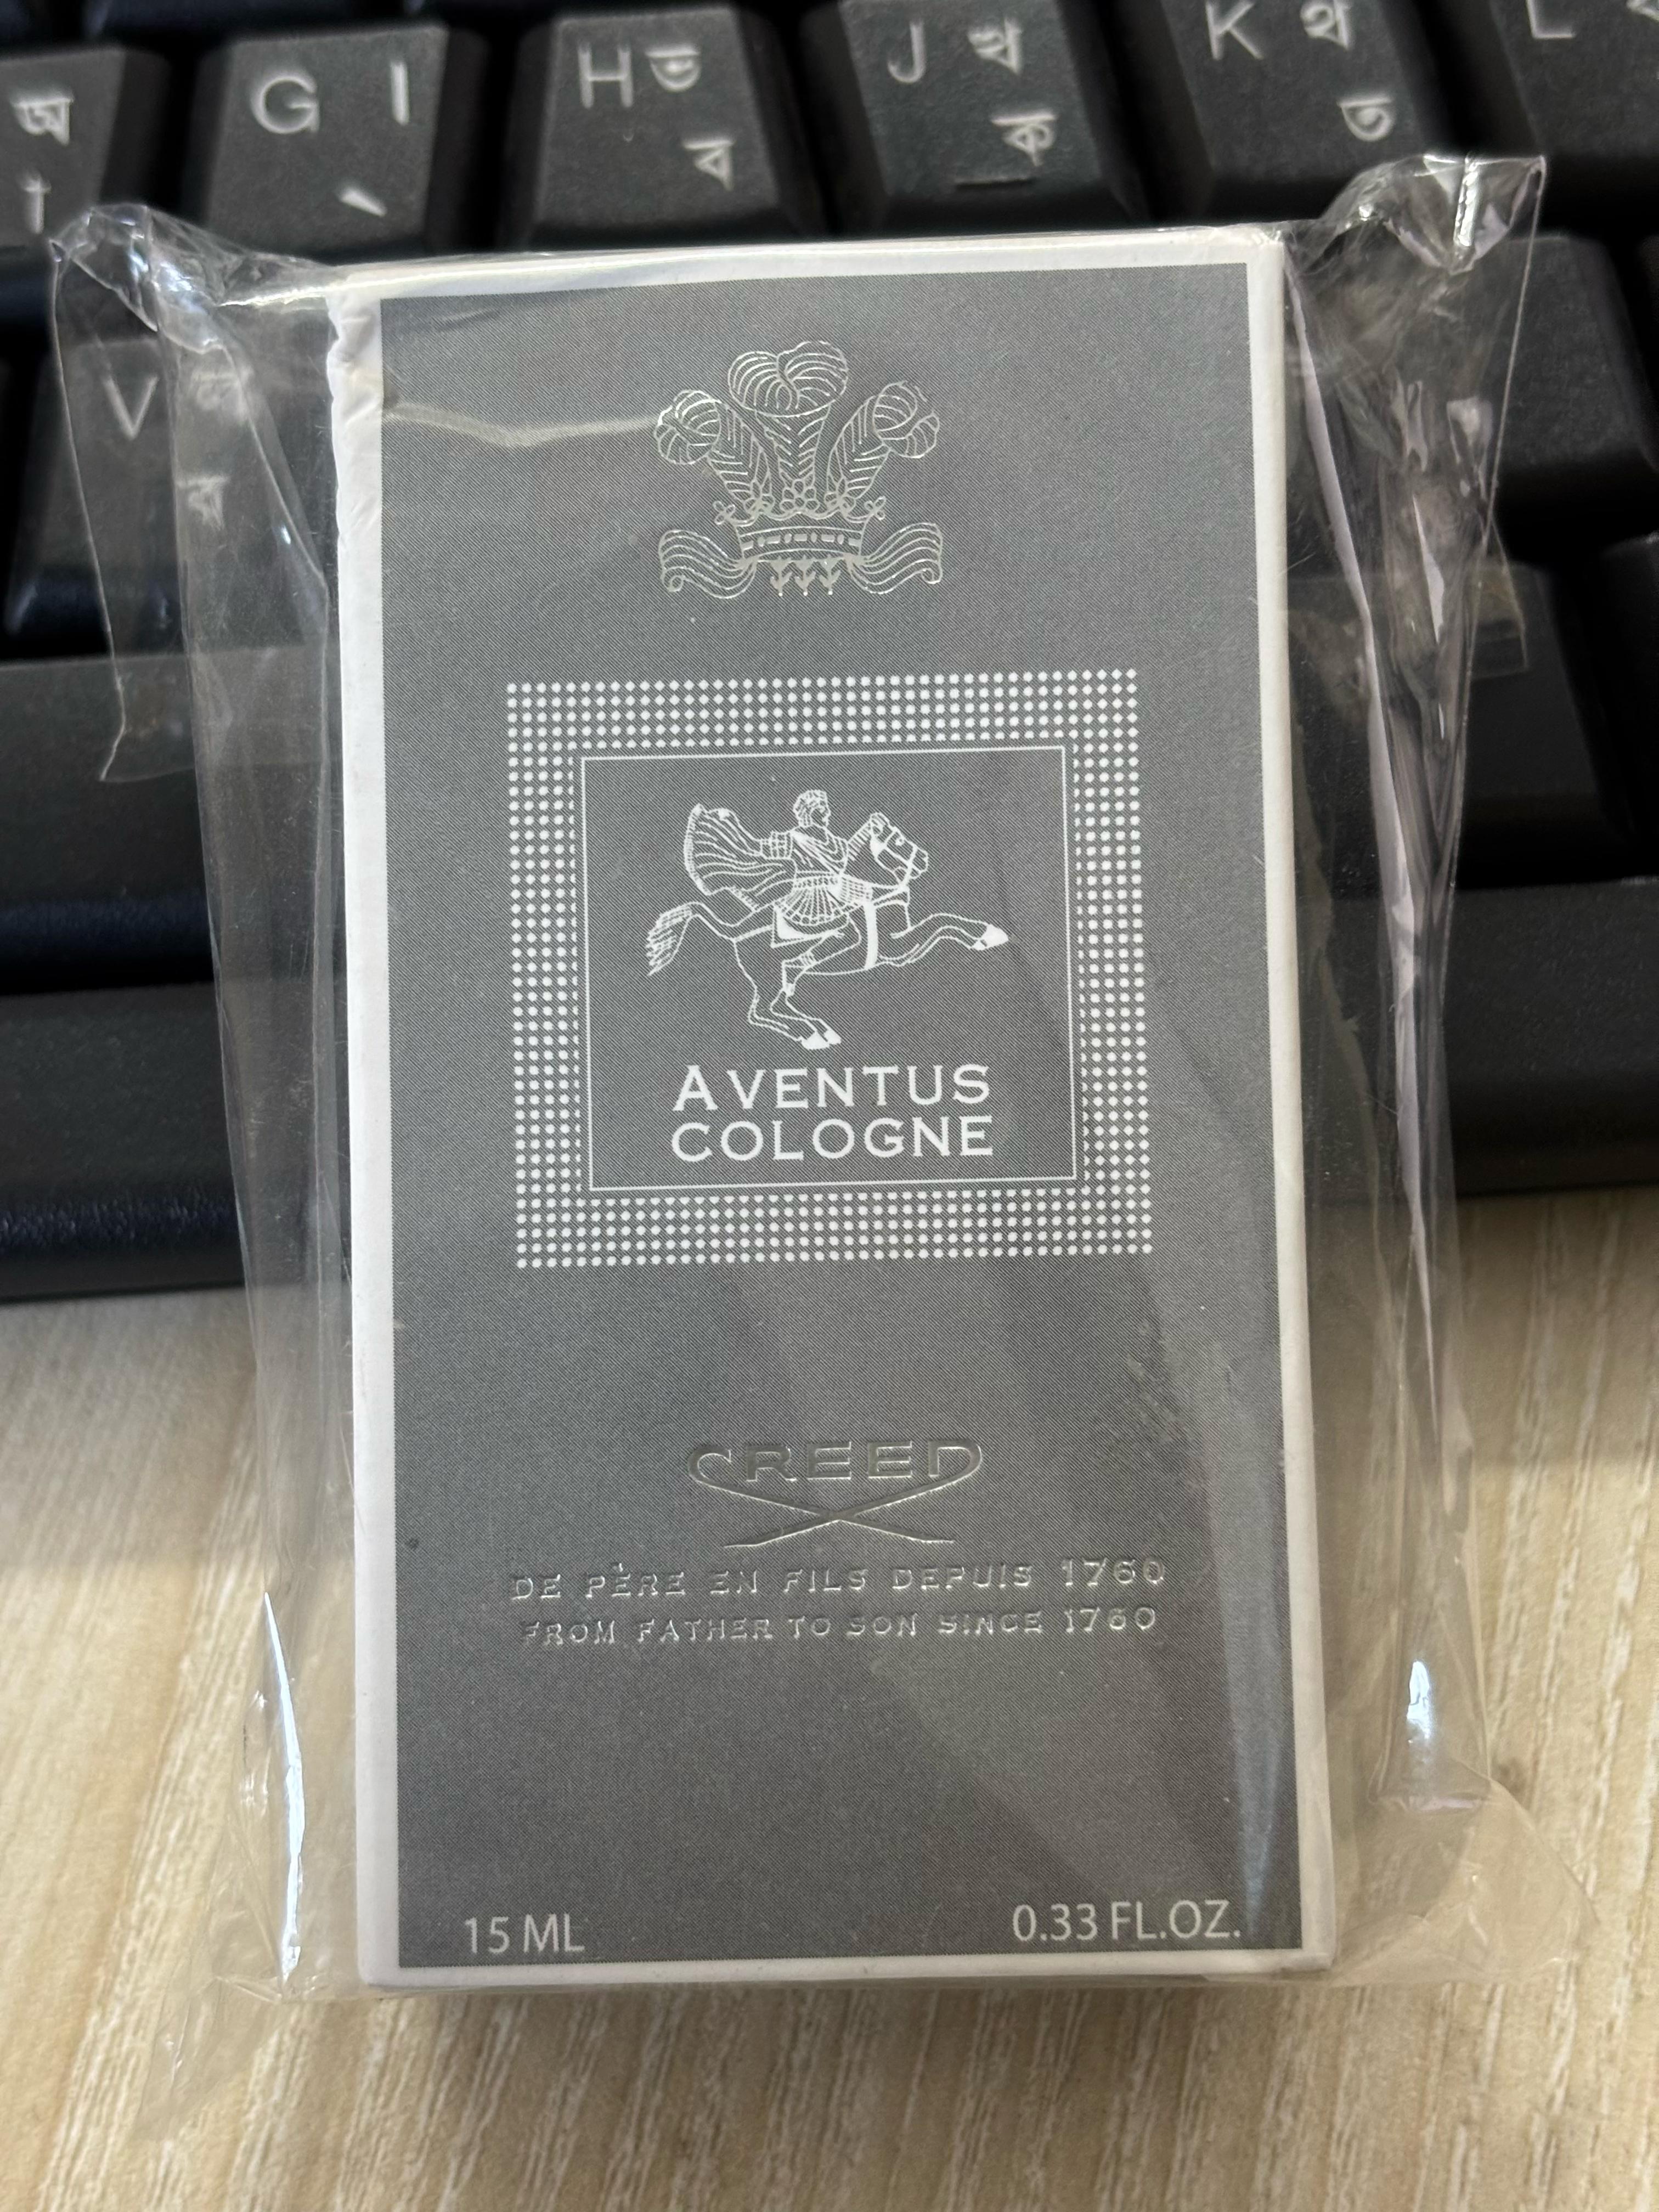 G
H
J
K
L
V
AVENTUS
COLOGNE
CREED
DE PÈRE EN FILS DEPUIS 1760
FROM FATHER TO SON SINCE 1760
15 ML
0.33 FL.OZ.